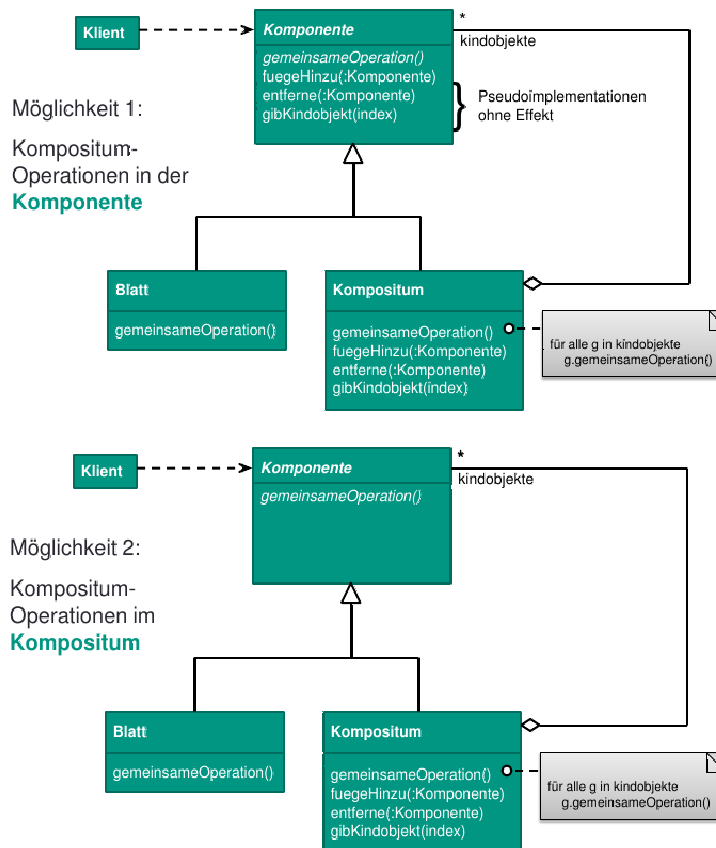 Klient
Komponente
*
kindobjekte
gemeinsameOperation()
fuegeHinzu(:Komponente)
entferne(:Komponente)
gibKindobjekt(index)
Pseudoimplementationen
ohne Effekt
Möglichkeit 1:
Kompositum-
Operationen in der
Komponente
Blatt
gemeinsameOperation()
Kompositum
gemeinsameOperation()
fuegeHinzu(:Komponente)
entferne(:Komponente)
gibKindobjekt(index)
für alle g in kindobjekte
g.gemeinsameOperation()
Klient
Komponente
*
kindobjekte
gemeinsameOperation()
Möglichkeit 2:
Kompositum-
Operationen im
Kompositum
Blatt
gemeinsameOperation()
Kompositum
gemeinsameOperation()
fuegeHinzu(:Komponente)
entferne(:Komponente)
gibKindobjekt(index)
für alle g in kindobjekte
g.gemeinsameOperation()